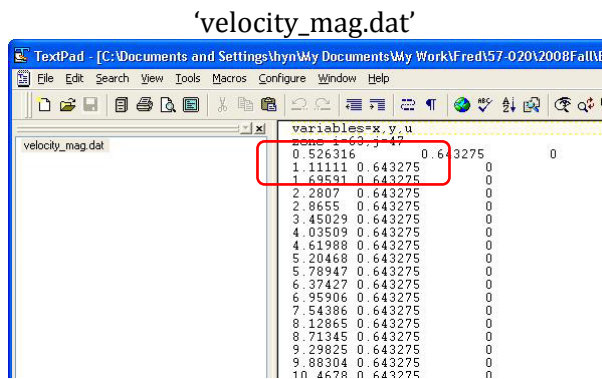 ‘velocity_mag.dat’
TextPad - [C:\Documents and Settings\hyn\My Documents\My Work\Fred\57-020\2008Fall\E
File Edit Search View Tools Macros Configure Window Help
velocity_mag.dat
variables=x,y,u
zone i=63,j=47
0.526316 0.643275 0
1.11111 0.643275 0
1.69591 0.643275 0
2.2807 0.643275 0
2.8655 0.643275 0
3.45029 0.643275 0
4.03509 0.643275 0
4.61988 0.643275 0
5.20468 0.643275 0
5.78947 0.643275 0
6.37427 0.643275 0
6.95906 0.643275 0
7.54386 0.643275 0
8.12865 0.643275 0
8.71345 0.643275 0
9.29825 0.643275 0
9.88304 0.643275 0
10.4678 0.643275 0